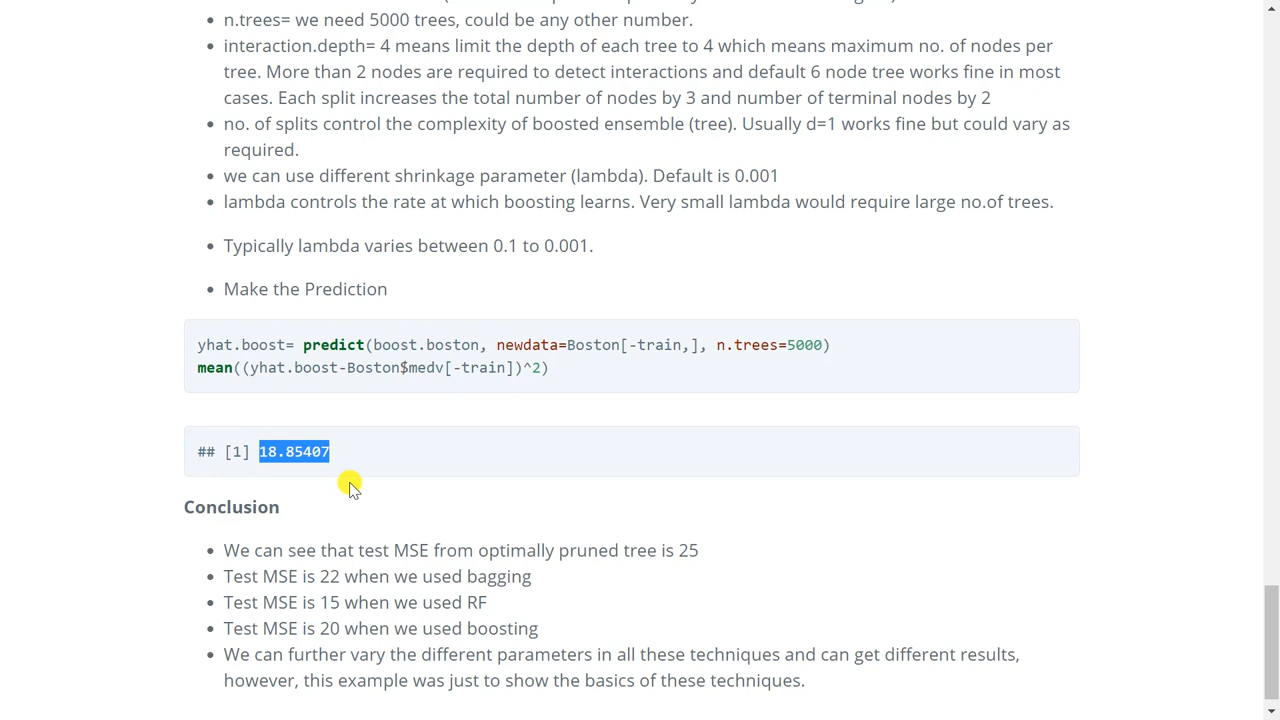 n.trees= we need 5000 trees, could be any other number.
interaction.depth= 4 means limit the depth of each tree to 4 which means maximum no. of nodes per
tree. More than 2 nodes are required to detect interactions and default 6 node tree works fine in most
cases. Each split increases the total number of nodes by 3 and number of terminal nodes by 2
no. of splits control the complexity of boosted ensemble (tree). Usually d=1 works fine but could vary as
required.
we can use different shrinkage parameter (lambda). Default is 0.001
lambda controls the rate at which boosting learns. Very small lambda would require large no.of trees.
Typically lambda varies between 0.1 to 0.001.
Make the Prediction
yhat.boost= predict(boost.boston, newdata=Boston[-train,], n.trees=5000)
mean((yhat.boost-Boston$medv[-train])^2)
## [1] 18.85407
Conclusion
We can see that test MSE from optimally pruned tree is 25
Test MSE is 22 when we used bagging
Test MSE is 15 when we used RF
Test MSE is 20 when we used boosting
We can further vary the different parameters in all these techniques and can get different results,
however, this example was just to show the basics of these techniques.